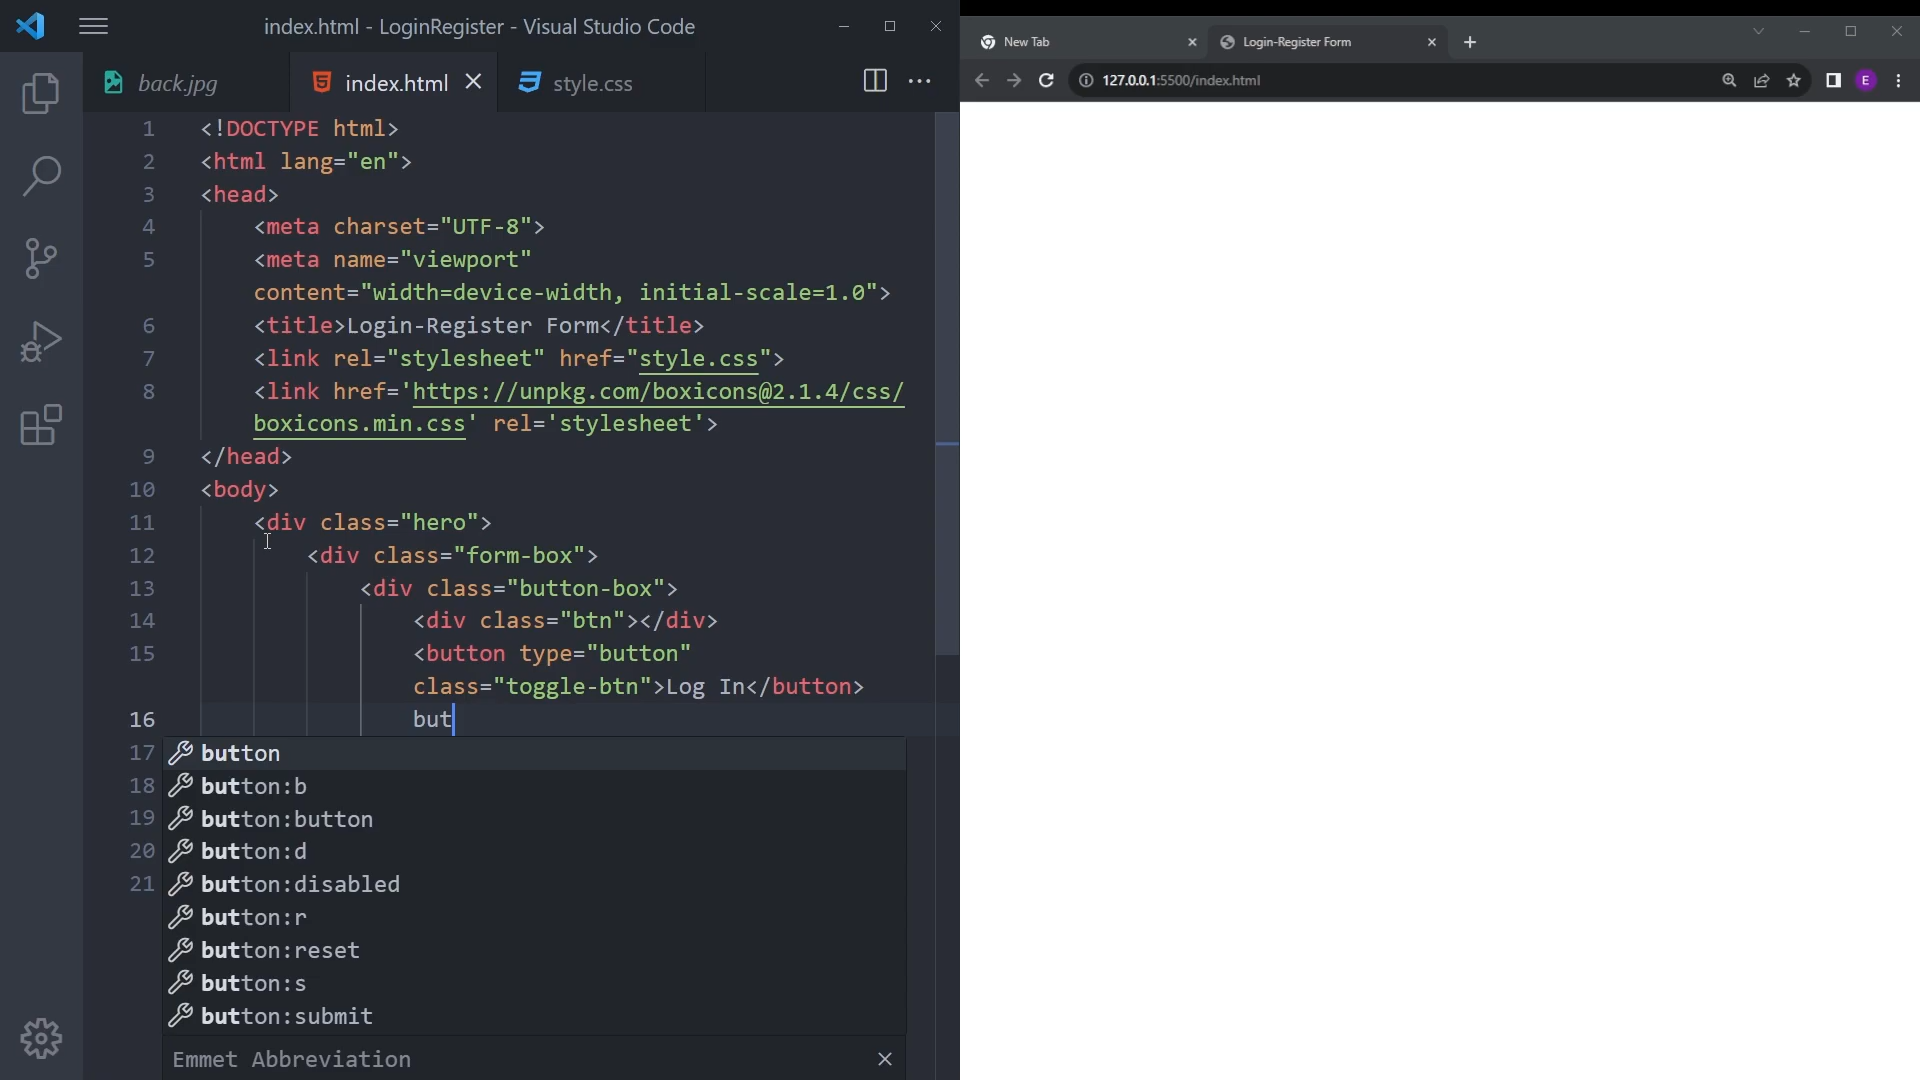 index.html - LoginRegister - Visual Studio Code
back.jpg
index.html
style.css
1 <!DOCTYPE html>
2 <html lang="en">
3 <head>
4 <meta charset="UTF-8">
5 <meta name="viewport"
content="width=device-width, initial-scale=1.0">
6 <title>Login-Register Form</title>
7 <link rel="stylesheet" href="style.css">
8 <link href='https://unpkg.com/boxicons@2.1.4/css/
boxicons.min.css' rel='stylesheet'>
9 </head>
10 <body>
11 <div class="hero">
12 <div class="form-box">
13 <div class="button-box">
14 <div class="btn"></div>
15 <button type="button"
class="toggle-btn">Log In</button>
16 but
17 button
18 button:b
19 button:button
20 button:d
21 button:disabled
button:r
button:reset
button:s
button:submit
Emmet Abbreviation
New Tab
Login-Register Form
127.0.0.1:5500/index.html
E